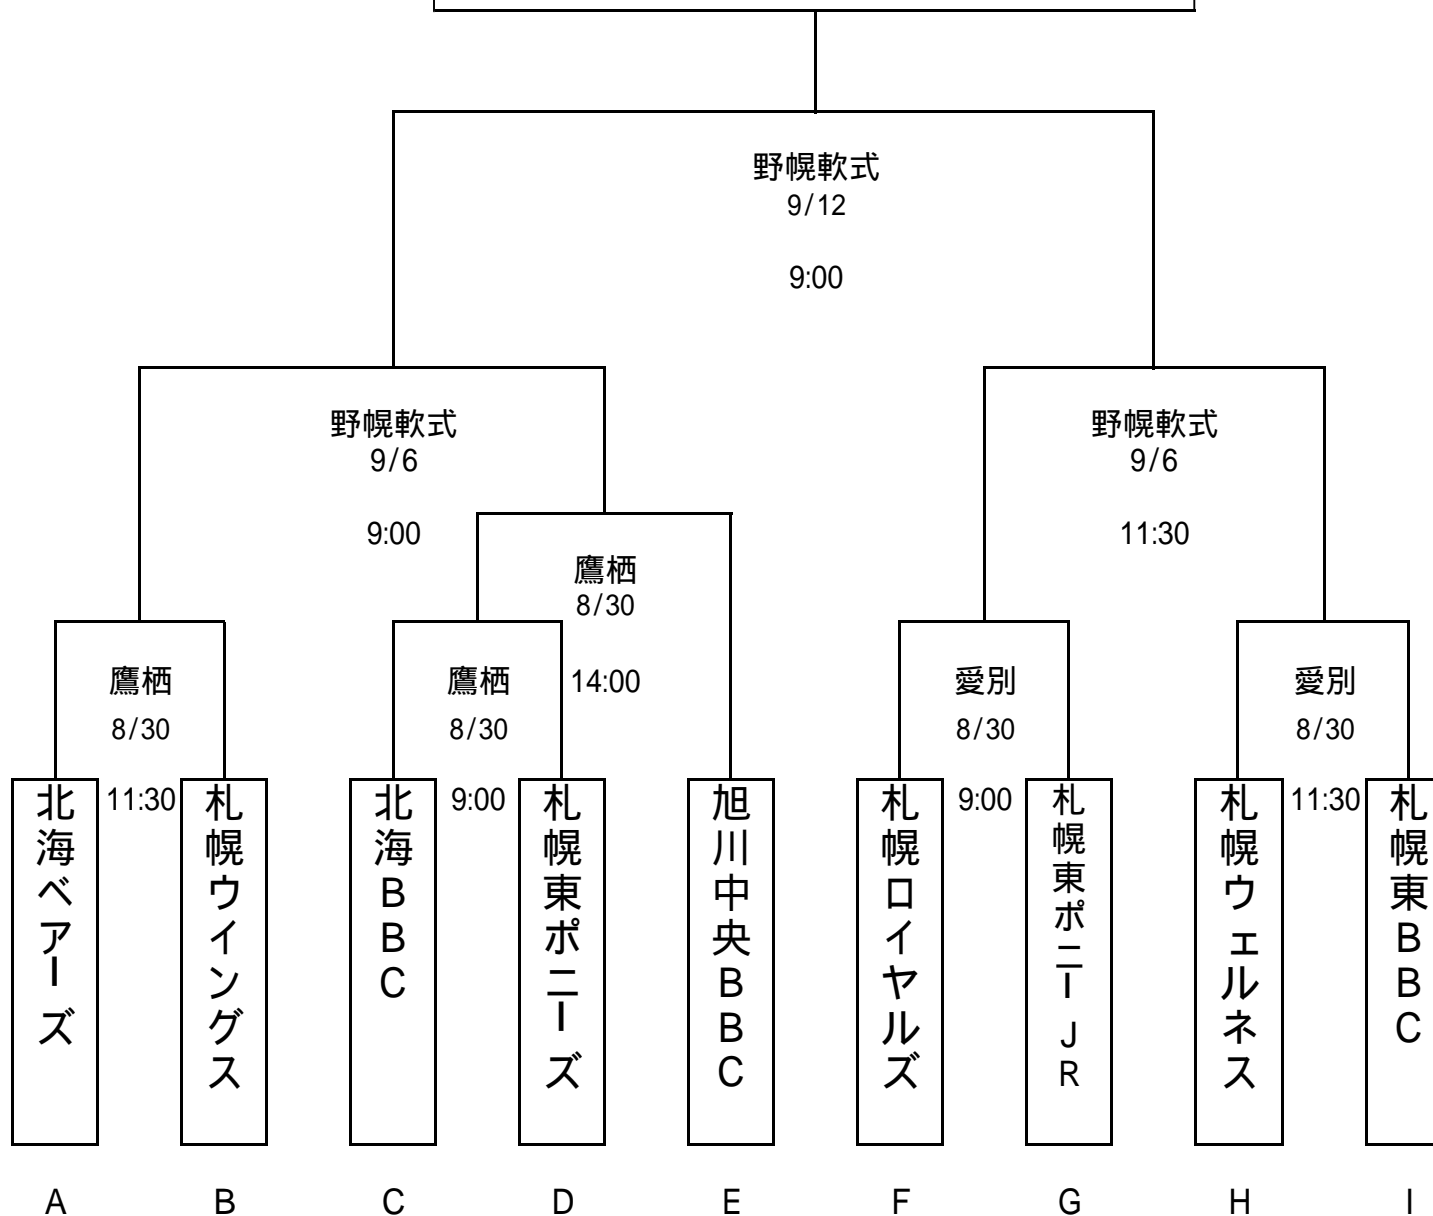 野幌軟式
9/12
9:00
野幌軟式
9/6
9:00
野幌軟式
9/6
11:30
鷹栖
8/30
14:00
鷹栖
8/30
11:30
鷹栖
8/30
9:00
愛別
8/30
9:00
愛別
8/30
11:30
北海ベアーズ
札幌ウイングス
北海BBC
札幌東ポニーズ
旭川中央BBC
札幌ロイヤルズ
札幌東ポニーJR
札幌ウェルネス
札幌東BBC
A B C D E F G H I